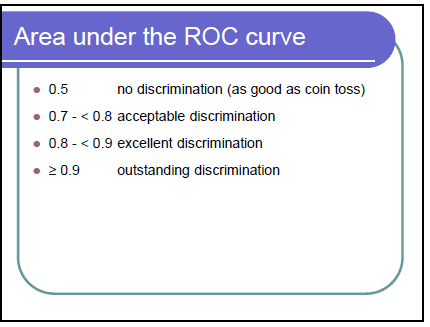 Area under the ROC curve
• 0.5 no discrimination (as good as coin toss)
• 0.7 - < 0.8 acceptable discrimination
• 0.8 - < 0.9 excellent discrimination
• ≥ 0.9 outstanding discrimination